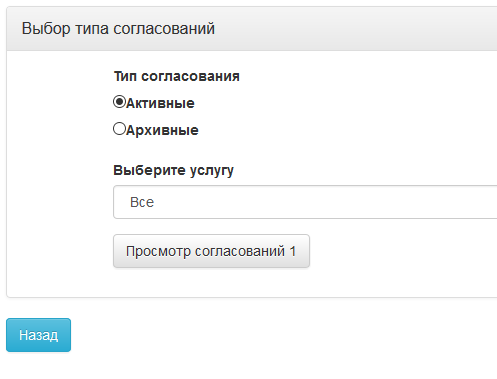 Выбор типа согласований
Тип согласования
Активные
Архивные
Выберите услугу
Все
Просмотр согласований 1
Назад